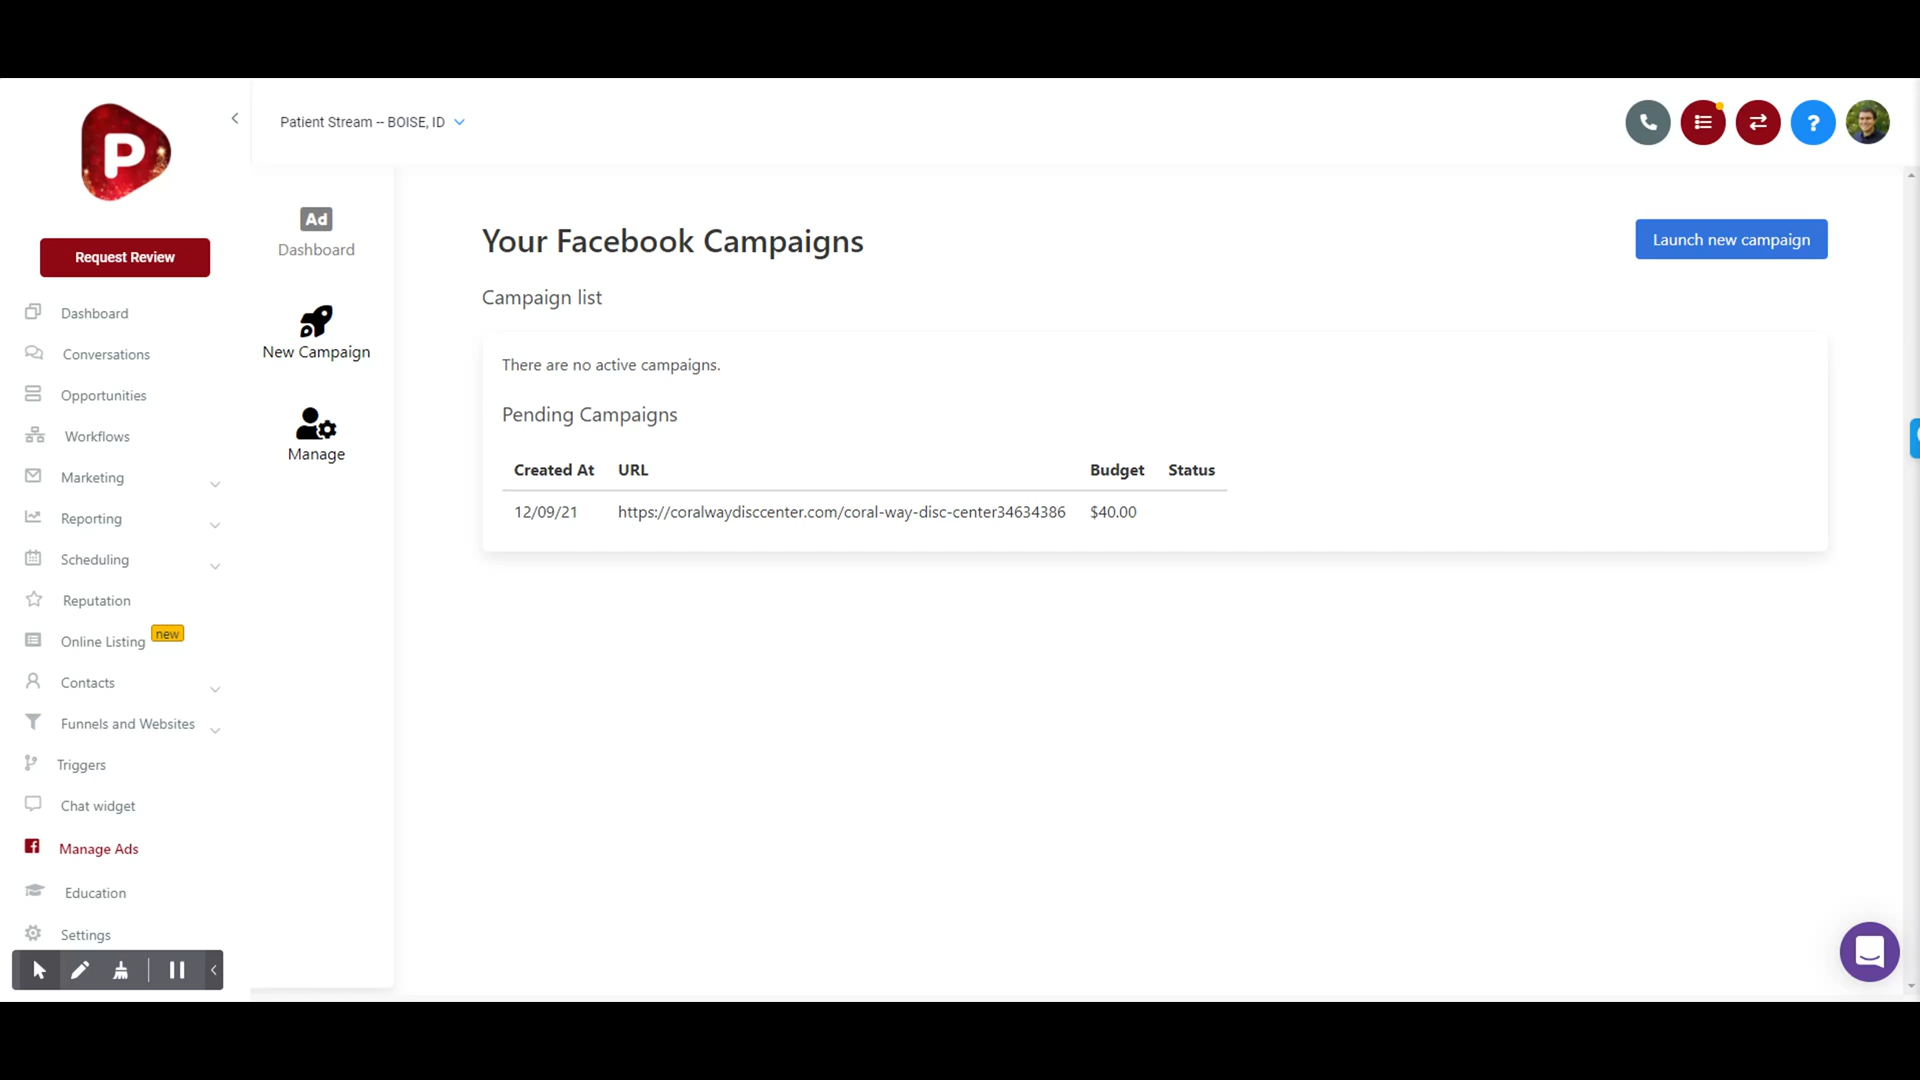 P
Patient Stream -- BOISE, ID
?
Request Review
Dashboard
Conversations
Opportunities
Workflows
Marketing
Reporting
Scheduling
Reputation
Online Listing new
Contacts
Funnels and Websites
Triggers
Chat widget
Manage Ads
Education
Settings
Ad
Dashboard
New Campaign
Manage
Your Facebook Campaigns
Launch new campaign
Campaign list
There are no active campaigns.
Pending Campaigns
Created At URL Budget Status
12/09/21 https://coralwaydisccenter.com/coral-way-disc-center34634386 $40.00